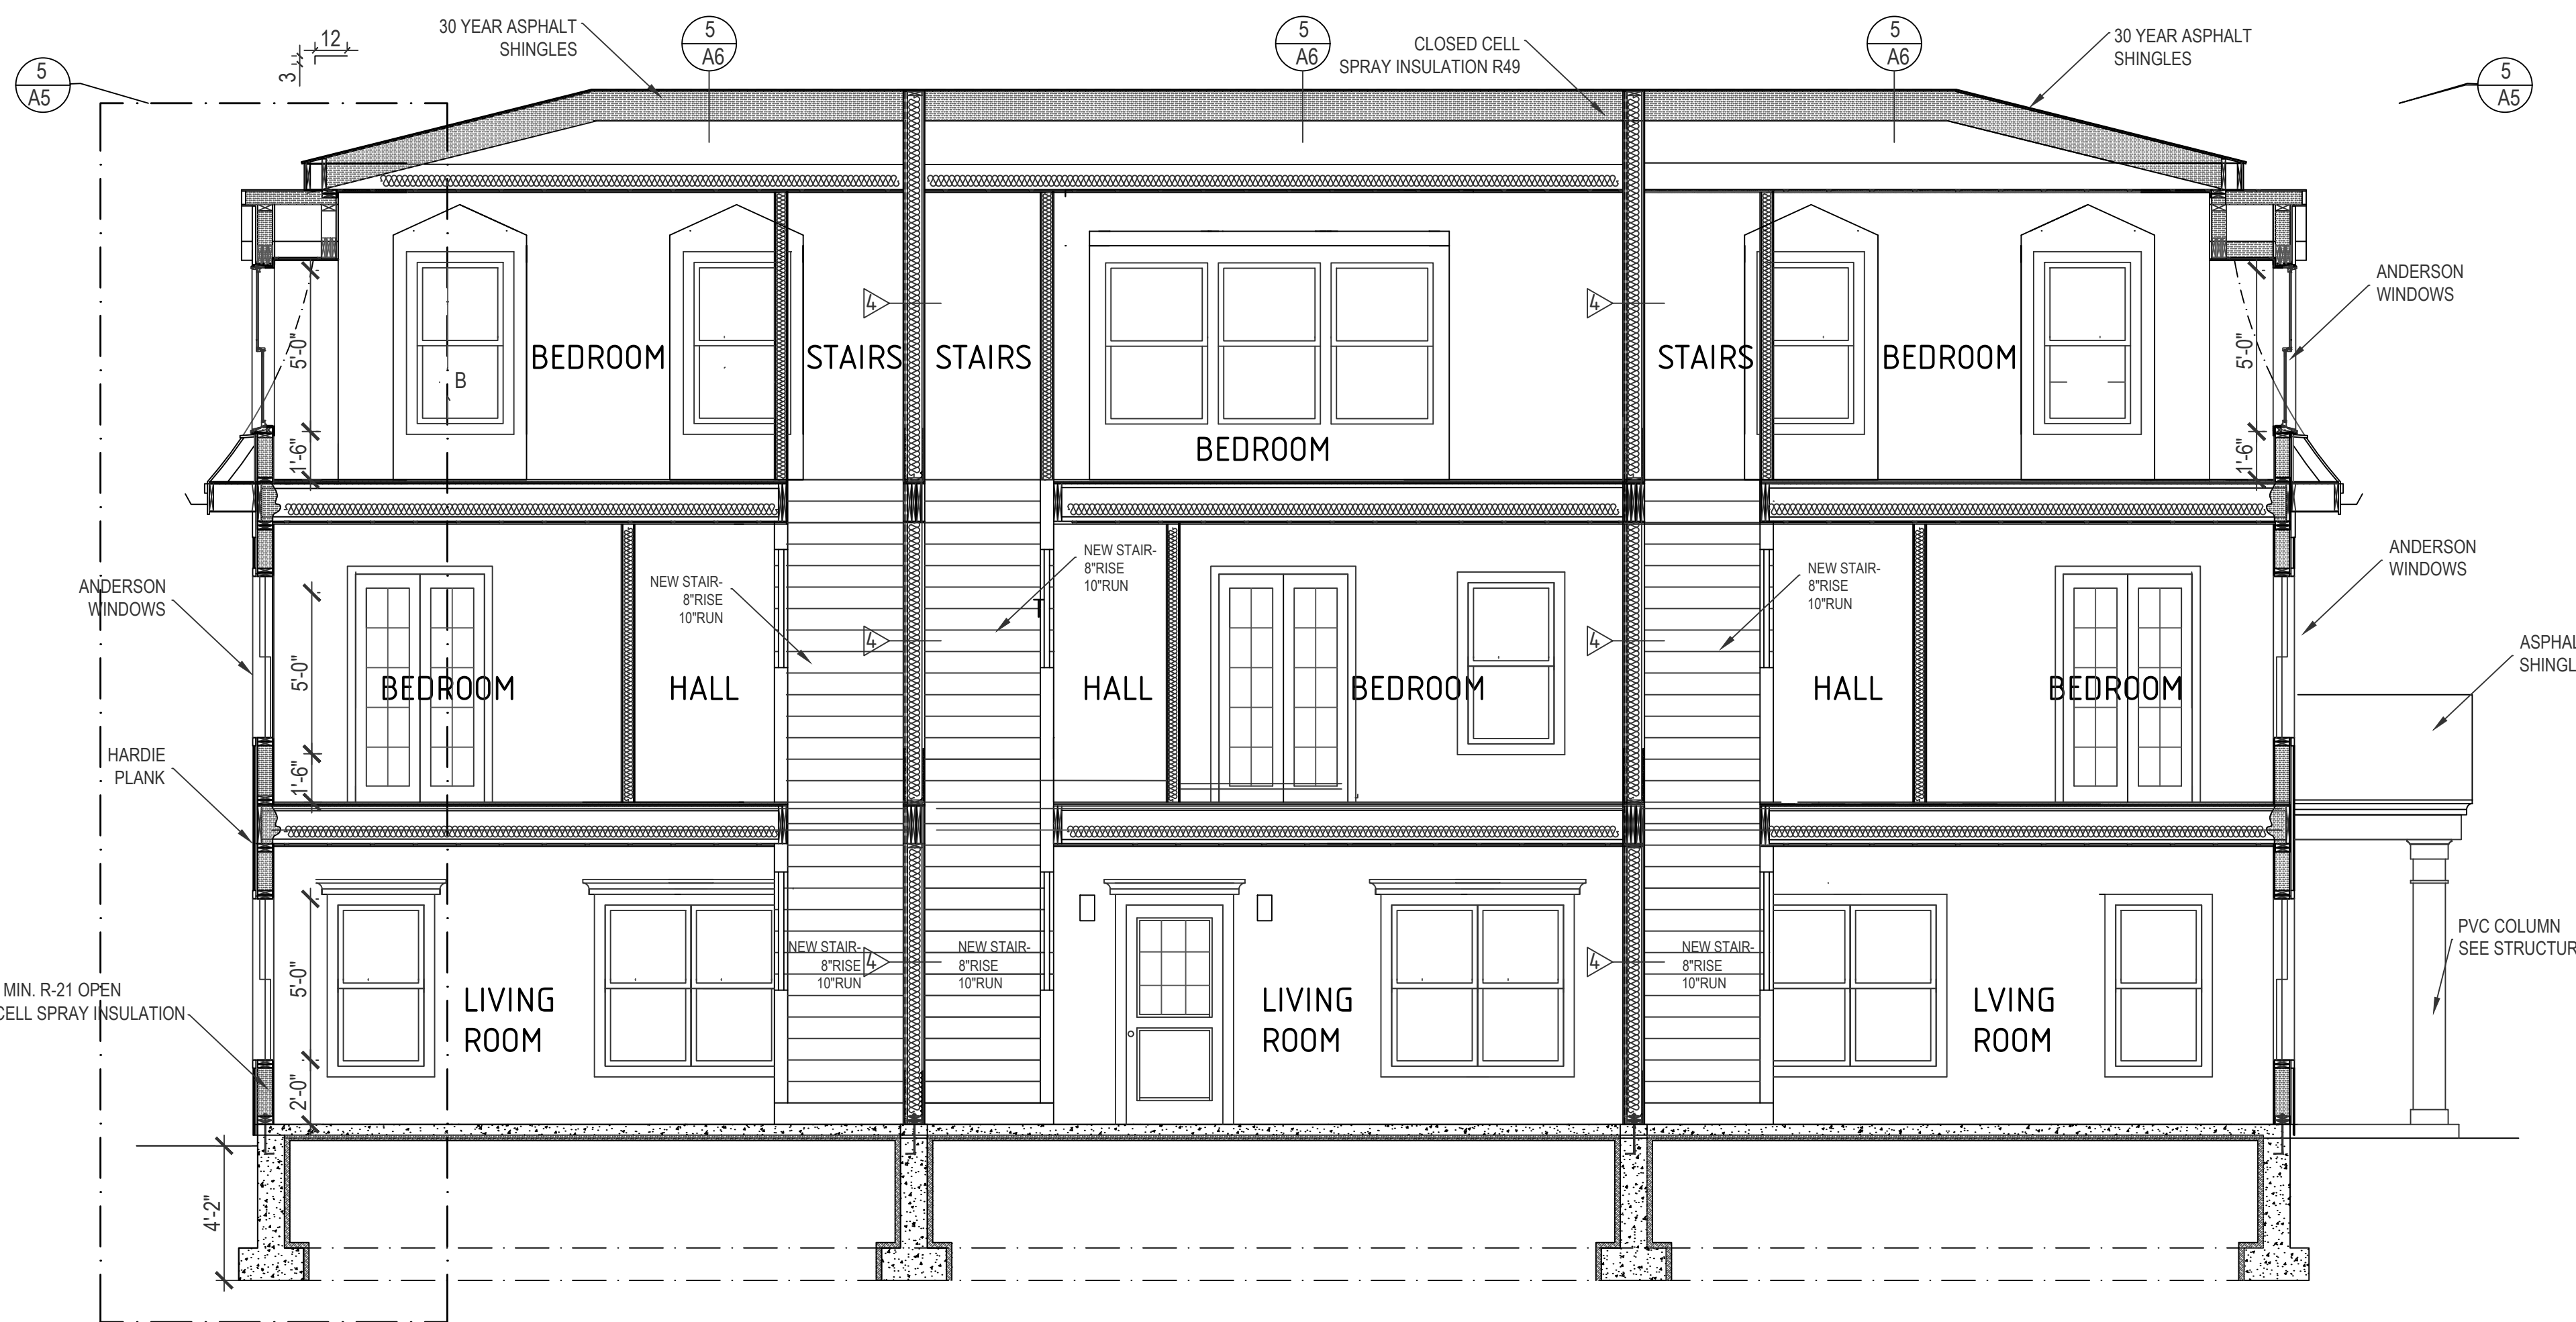 12
3
30 YEAR ASPHALT
SHINGLES
5
A6
5
A6
CLOSED CELL
SPRAY INSULATION R49
5
A6
30 YEAR ASPHALT
SHINGLES
5
A5
5
A5
ANDERSON
WINDOWS
4
4
5'-0"
BEDROOM
STAIRS
STAIRS
STAIRS
BEDROOM
5'-0"
B
BEDROOM
1'-6"
1'-6"
NEW STAIR-
8"RISE
10"RUN
NEW STAIR-
8"RISE
10"RUN
NEW STAIR-
8"RISE
10"RUN
ANDERSON
WINDOWS
ANDERSON
WINDOWS
4
4
ASPHAL
SHINGL
5'-0"
BEDROOM
HALL
HALL
BEDROOM
HALL
BEDROOM
HARDIE
PLANK
1'-6"
NEW STAIR-
8"RISE
10"RUN
4
NEW STAIR-
8"RISE
10"RUN
4
NEW STAIR-
8"RISE
10"RUN
PVC COLUMN
SEE STRUCTUR
5'-0"
MIN. R-21 OPEN
CELL SPRAY INSULATION
LIVING
ROOM
LIVING
ROOM
LVING
ROOM
2'-0"
4'-2"